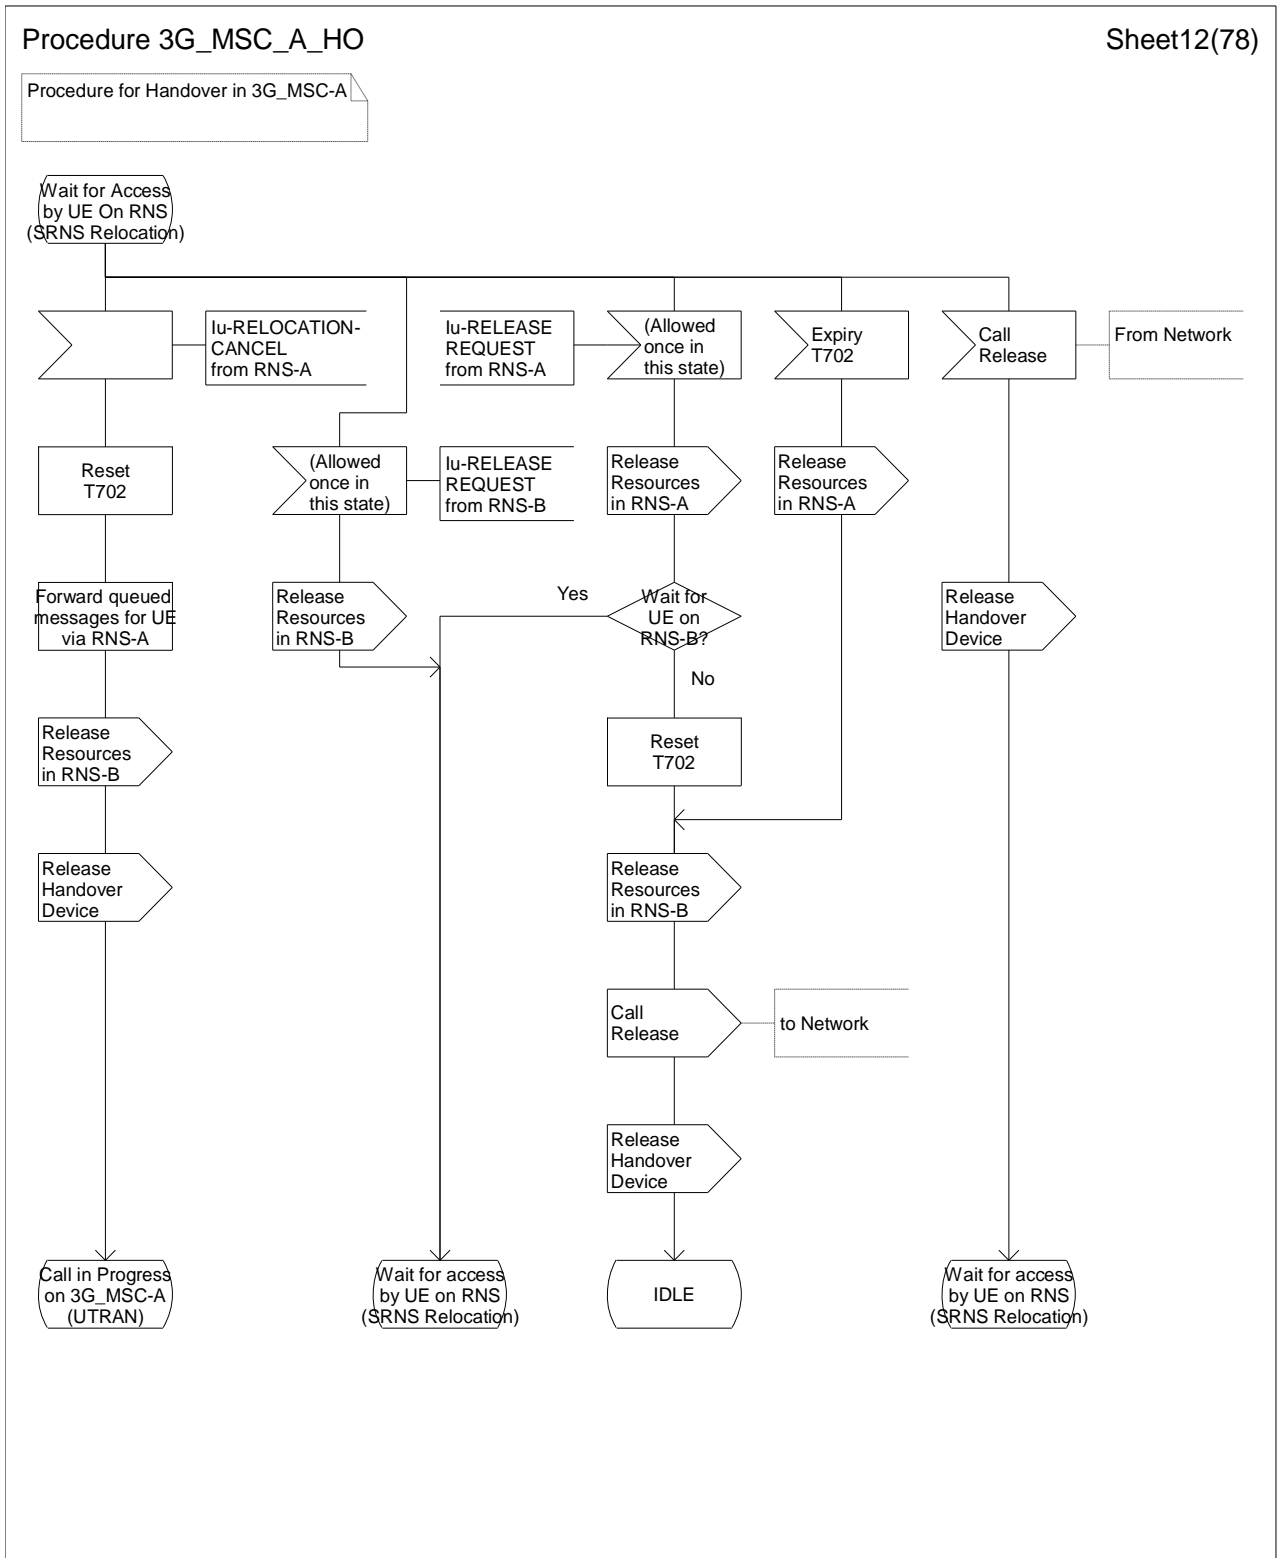 Procedure 3G_MSC_A_HO
Sheet12(78)
Procedure for Handover in 3G_MSC-A
Wait for Access
by UE On RNS
(SRNS Relocation)
Iu-RELOCATION-
CANCEL
from RNS-A
Iu-RELEASE
REQUEST
from RNS-A
(Allowed
once in
this state)
Expiry
T702
Call
Release
From Network
Reset
T702
(Allowed
once in
this state)
Iu-RELEASE
REQUEST
from RNS-B
Release
Resources
in RNS-A
Release
Resources
in RNS-A
Forward queued
messages for UE
via RNS-A
Release
Resources
in RNS-B
Yes
Wait for
UE on
RNS-B?
No
Release
Handover
Device
Release
Resources
in RNS-B
Reset
T702
Release
Handover
Device
Release
Resources
in RNS-B
Call
Release
to Network
Release
Handover
Device
Call in Progress
on 3G_MSC-A
(UTRAN)
Wait for access
by UE on RNS
(SRNS Relocation)
IDLE
Wait for access
by UE on RNS
(SRNS Relocation)